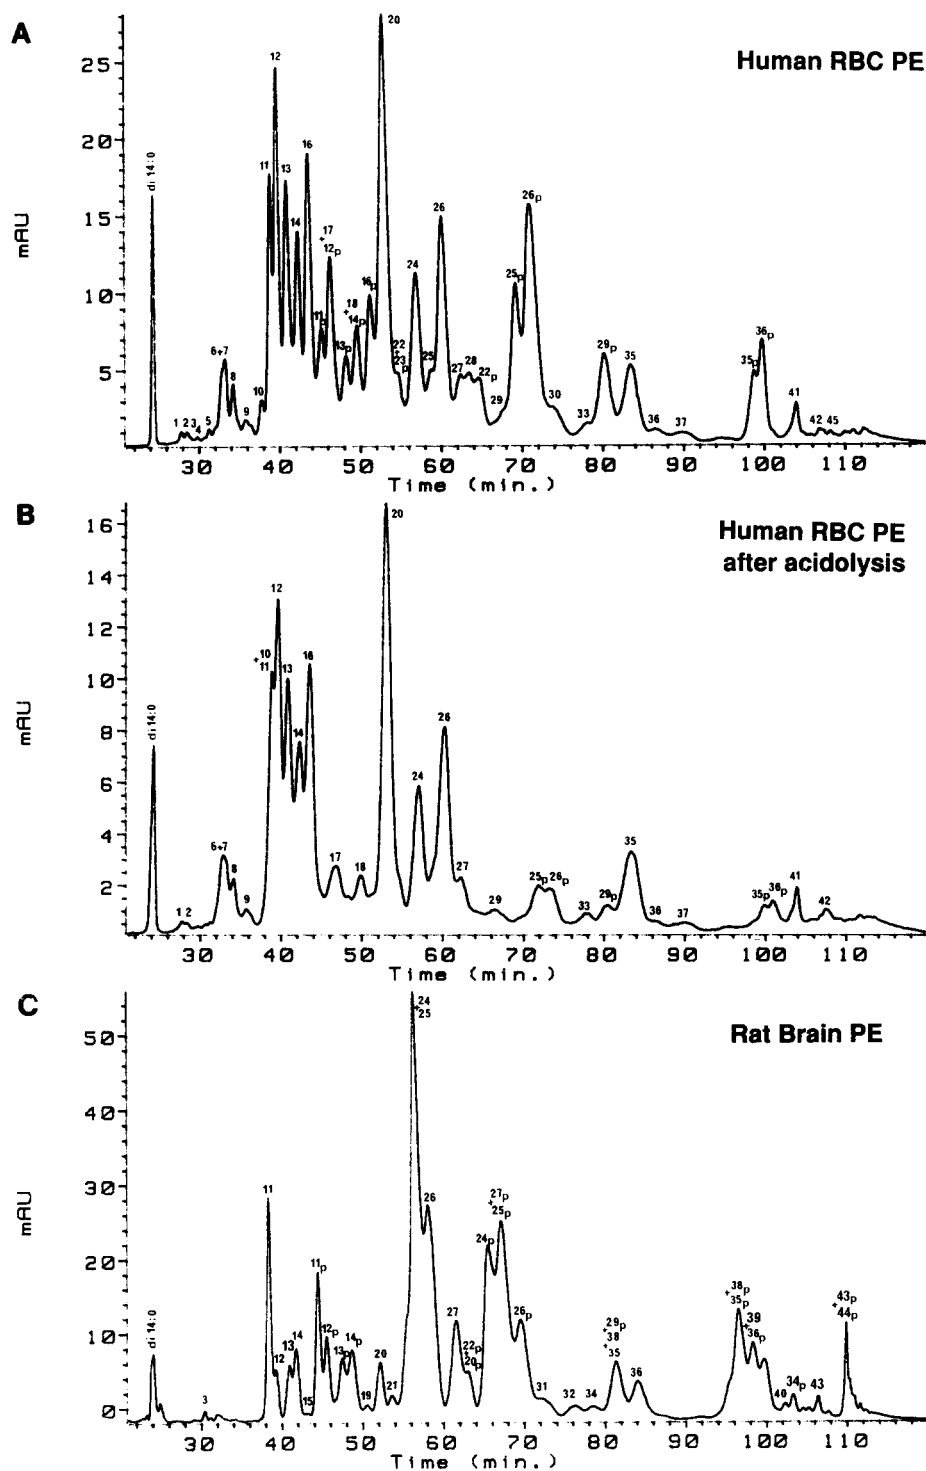 A
Human RBC PE
mAU
25
20
15
10
5
di 14:0
1 2 3 4 5
6+7
8
9
10
11
12
13
14
16
11p
+17
12p
13p
+18
14p
16p
20
22
+
23p
24
25
26
27
28
22p
29
25p
26p
30
33
29p
35
36
37
35p
36p
41
42
45
30 40 50 60 70 80 90 100 110
Time (min.)
B
Human RBC PE
after acidolysis
mAU
16
14
12
10
8
6
4
2
di 14:0
1 2
6+7
8
9
+10
11
12
13
14
16
17
18
20
24
26
27
29
25p
26p
33
29p
35
36
37
35p
36p
41
42
30 40 50 60 70 80 90 100 110
Time (min.)
C
Rat Brain PE
mAU
50
40
30
20
10
0
di 14:0
3
11
12
13
14
15
11p
12p
13p
14p
19
20
21
24
+25
26
27
22p
+
20p
24p
+27p
25p
26p
31
32
34
+29p
+38
35
36
+38p
35p
+39
36p
40
34p
43
+43p
44p
30 40 50 60 70 80 90 100 110
Time (min.)